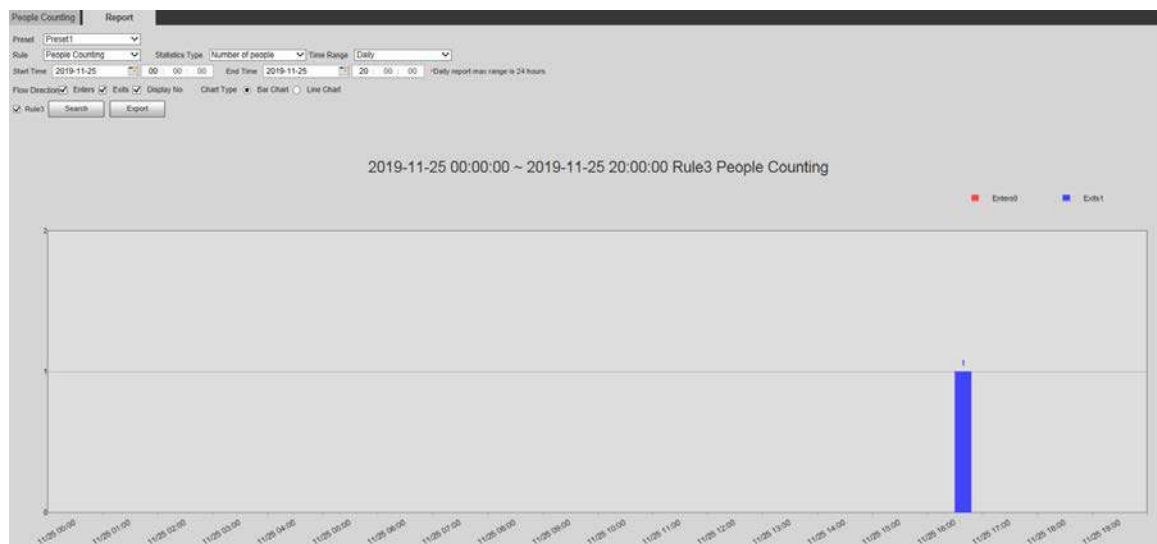 People Counting Report
Preset Preset1
Rule People Counting Statistics Type Number of people Time Range Daily
Start Time 2019-11-25 00 : 00 : 00 End Time 2019-11-25 20 : 00 : 00 *Daily report max range is 24 hours
Flow Direction Enters Exits Display No Chart Type Bar Chart Line Chart
Rule3 Search Export
2019-11-25 00:00:00 ~ 2019-11-25 20:00:00 Rule3 People Counting
Enters0 Exits1
2
1
1
0
11/25 00:00 11/25 01:00 11/25 02:00 11/25 03:00 11/25 04:00 11/25 05:00 11/25 06:00 11/25 07:00 11/25 08:00 11/25 09:00 11/25 10:00 11/25 11:00 11/25 12:00 11/25 13:00 11/25 14:00 11/25 15:00 11/25 16:00 11/25 17:00 11/25 18:00 11/25 19:00